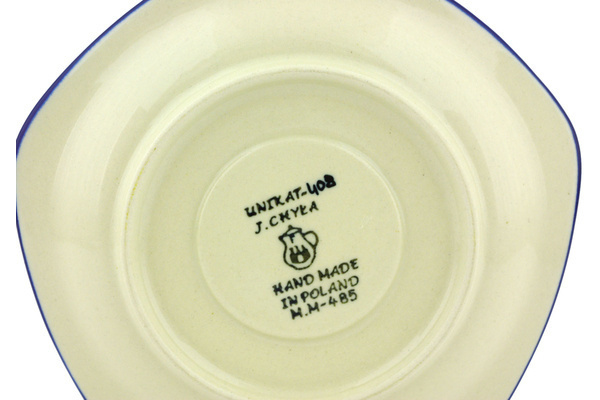 UNIKAT-408
J. CHYŁA
HAND MADE
IN POLAND
M.M-485